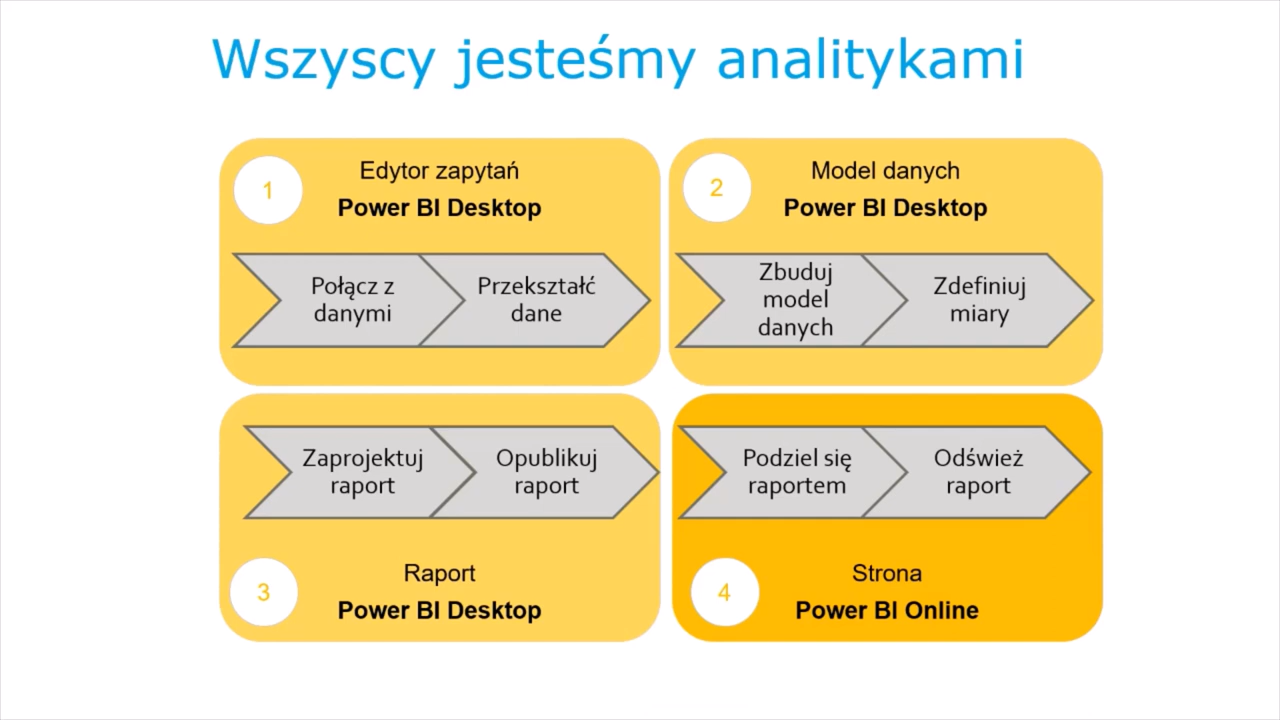 Wszyscy jesteśmy analitykami
1
Edytor zapytań
Power BI Desktop
Połącz z
danymi
Przekształć
dane
2
Model danych
Power BI Desktop
Zbuduj
model
danych
Zdefiniuj
miary
Zaprojektuj
raport
Opublikuj
raport
3
Raport
Power BI Desktop
Podziel się
raportem
Odśwież
raport
4
Strona
Power BI Online